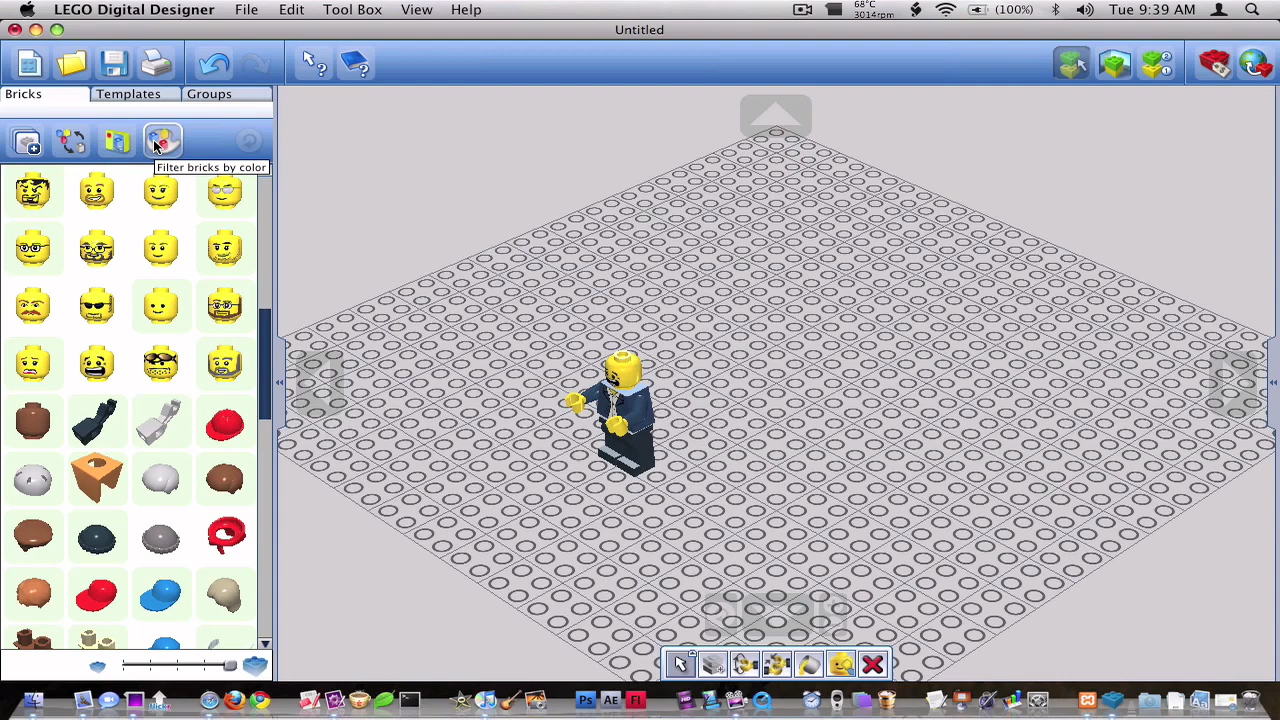 LEGO Digital Designer File Edit Tool Box View Help 68°C 3014rpm (100%) Tue 9:39 AM
Untitled
Bricks Templates Groups
Filter bricks by color
Ps AE Fl